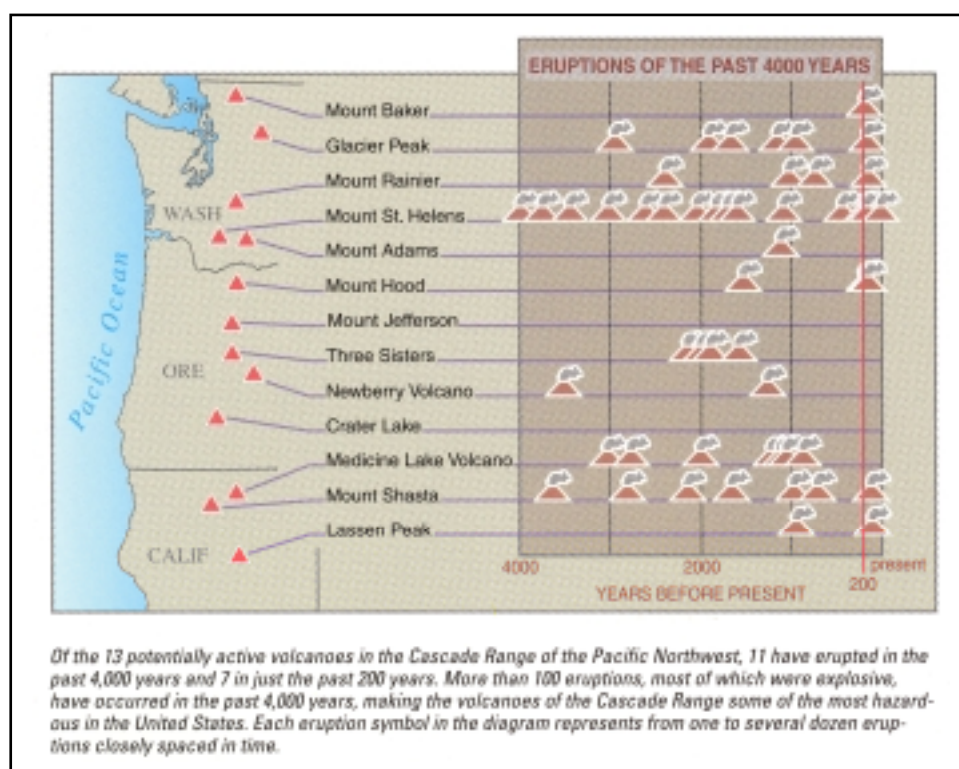 ERUPTIONS OF THE PAST 4000 YEARS
Mount Baker
Glacier Peak
Mount Rainier
WASH
Mount St. Helens
Mount Adams
Mount Hood
Mount Jefferson
Pacific Ocean
Three Sisters
ORE
Newberry Volcano
Crater Lake
Medicine Lake Volcano
Mount Shasta
Lassen Peak
CALIF
4000
2000
present
200
YEARS BEFORE PRESENT
Of the 13 potentially active volcanoes in the Cascade Range of the Pacific Northwest, 11 have erupted in the
past 4,000 years and 7 in just the past 200 years. More than 100 eruptions, most of which were explosive,
have occurred in the past 4,000 years, making the volcanoes of the Cascade Range some of the most hazard-
ous in the United States. Each eruption symbol in the diagram represents from one to several dozen erup-
tions closely spaced in time.